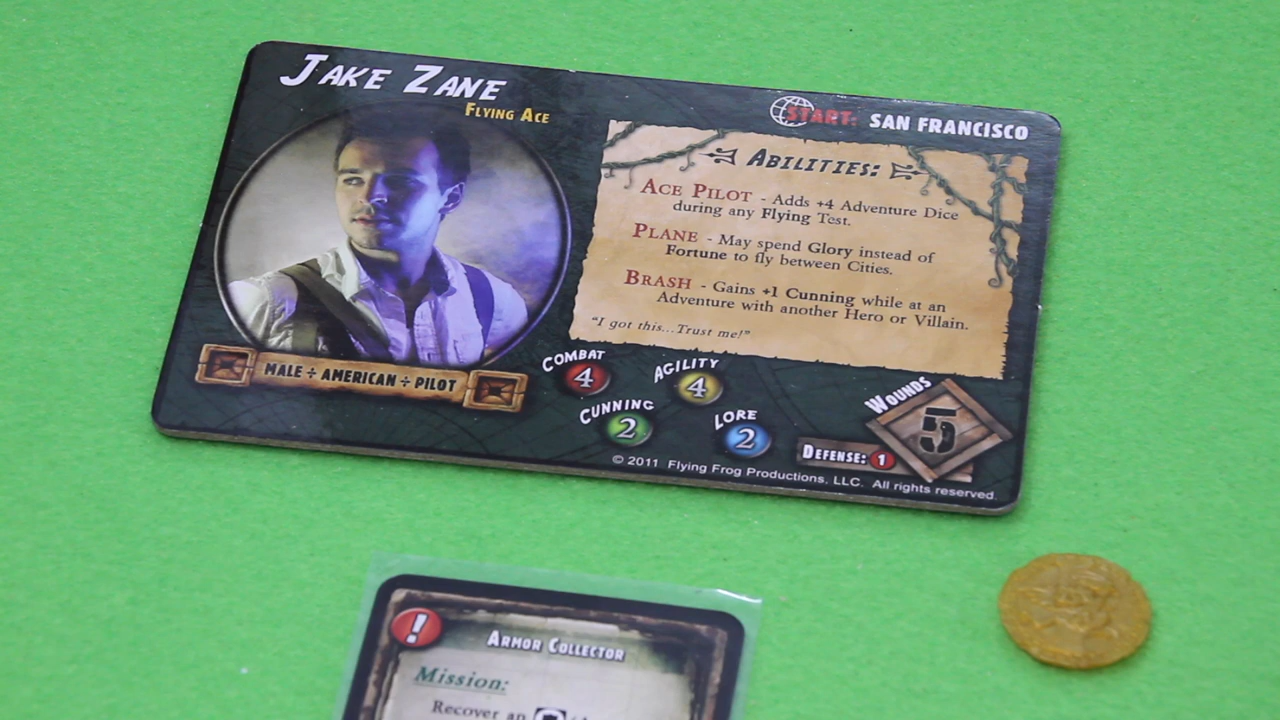 JAKE ZANE
FLYING ACE
START: SAN FRANCISCO
ABILITIES:
ACE PILOT - Adds +4 Adventure Dice
during any Flying Test.
PLANE - May spend Glory instead of
Fortune to fly between Cities.
BRASH - Gains +1 Cunning while at an
Adventure with another Hero or Villain.
"I got this...Trust me!"
MALE ÷ AMERICAN ÷ PILOT
COMBAT
4
AGILITY
4
CUNNING
2
LORE
2
WOUNDS
5
DEFENSE: 1
© 2011 Flying Frog Productions, LLC. All rights reserved.
!
ARMOR COLLECTOR
Mission:
Recover an